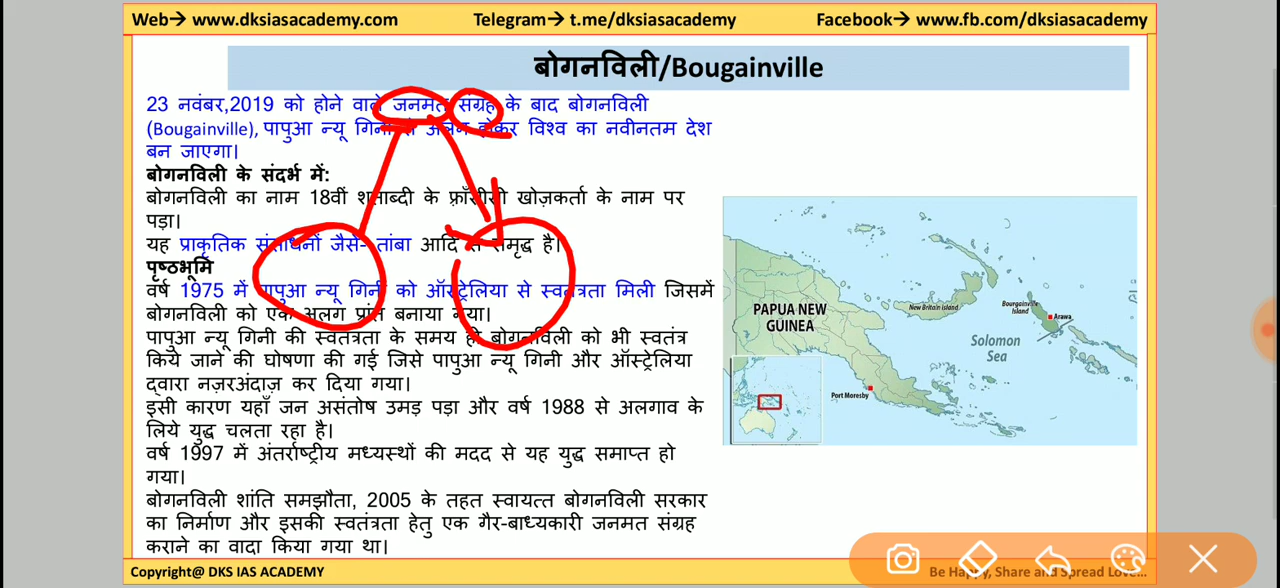 Web→ www.dksiasacademy.com Telegram→ t.me/dksiasacademy Facebook→ www.fb.com/dksiasacademy
बोगनविली/Bougainville
23 नवंबर,2019 को होने वाले जनमत संग्रह के बाद बोगनविली
(Bougainville), पापुआ न्यू गिनी से अलग होकर विश्व का नवीनतम देश
बन जाएगा।
बोगनविली के संदर्भ में:
बोगनविली का नाम 18वीं शताब्दी के फ्राँसीसी खोज़कर्ता के नाम पर
पड़ा।
यह प्राकृतिक संसाधनों जैसे- तांबा आदि से समृद्ध है।
पृष्ठभूमि
वर्ष 1975 में पापुआ न्यू गिनी को ऑस्ट्रेलिया से स्वतंत्रता मिली जिसमें
बोगनविली को एक अलग प्रांत बनाया गया।
पापुआ न्यू गिनी की स्वतंत्रता के समय ही बोगनविली को भी स्वतंत्र
किये जाने की घोषणा की गई जिसे पापुआ न्यू गिनी और ऑस्ट्रेलिया
द्वारा नज़रअंदाज़ कर दिया गया।
इसी कारण यहाँ जन असंतोष उमड़ पड़ा और वर्ष 1988 से अलगाव के
लिये युद्ध चलता रहा है।
वर्ष 1997 में अंतर्राष्ट्रीय मध्यस्थों की मदद से यह युद्ध समाप्त हो
गया।
बोगनविली शांति समझौता, 2005 के तहत स्वायत्त बोगनविली सरकार
का निर्माण और इसकी स्वतंत्रता हेतु एक गैर-बाध्यकारी जनमत संग्रह
कराने का वादा किया गया था।
PAPUA NEW
GUINEA
New Britain Island
Bourgainville
Island
Arawa
Solomon
Sea
Port Moresby
Copyright@ DKS IAS ACADEMY Be Happy, Share and Spread Love...